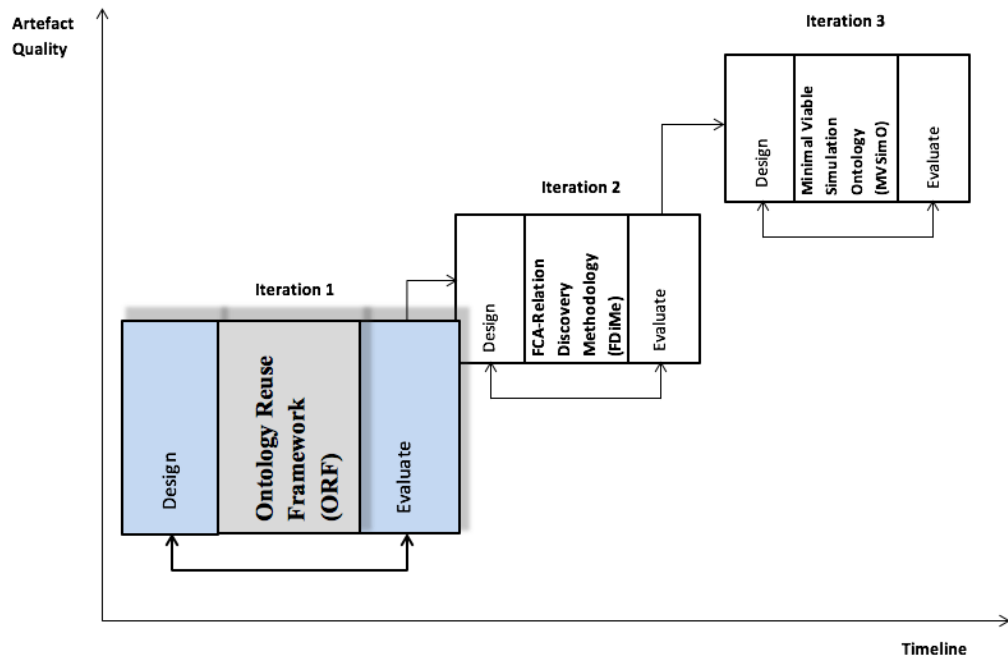 Artefact
Quality
Iteration 3
Design
Minimal Viable
Simulation
Ontology
(MVSimO)
Evaluate
Iteration 2
Design
FCA-Relation
Discovery
Methodology
(FDiMe)
Evaluate
Iteration 1
Design
Ontology Reuse
Framework
(ORF)
Evaluate
Timeline